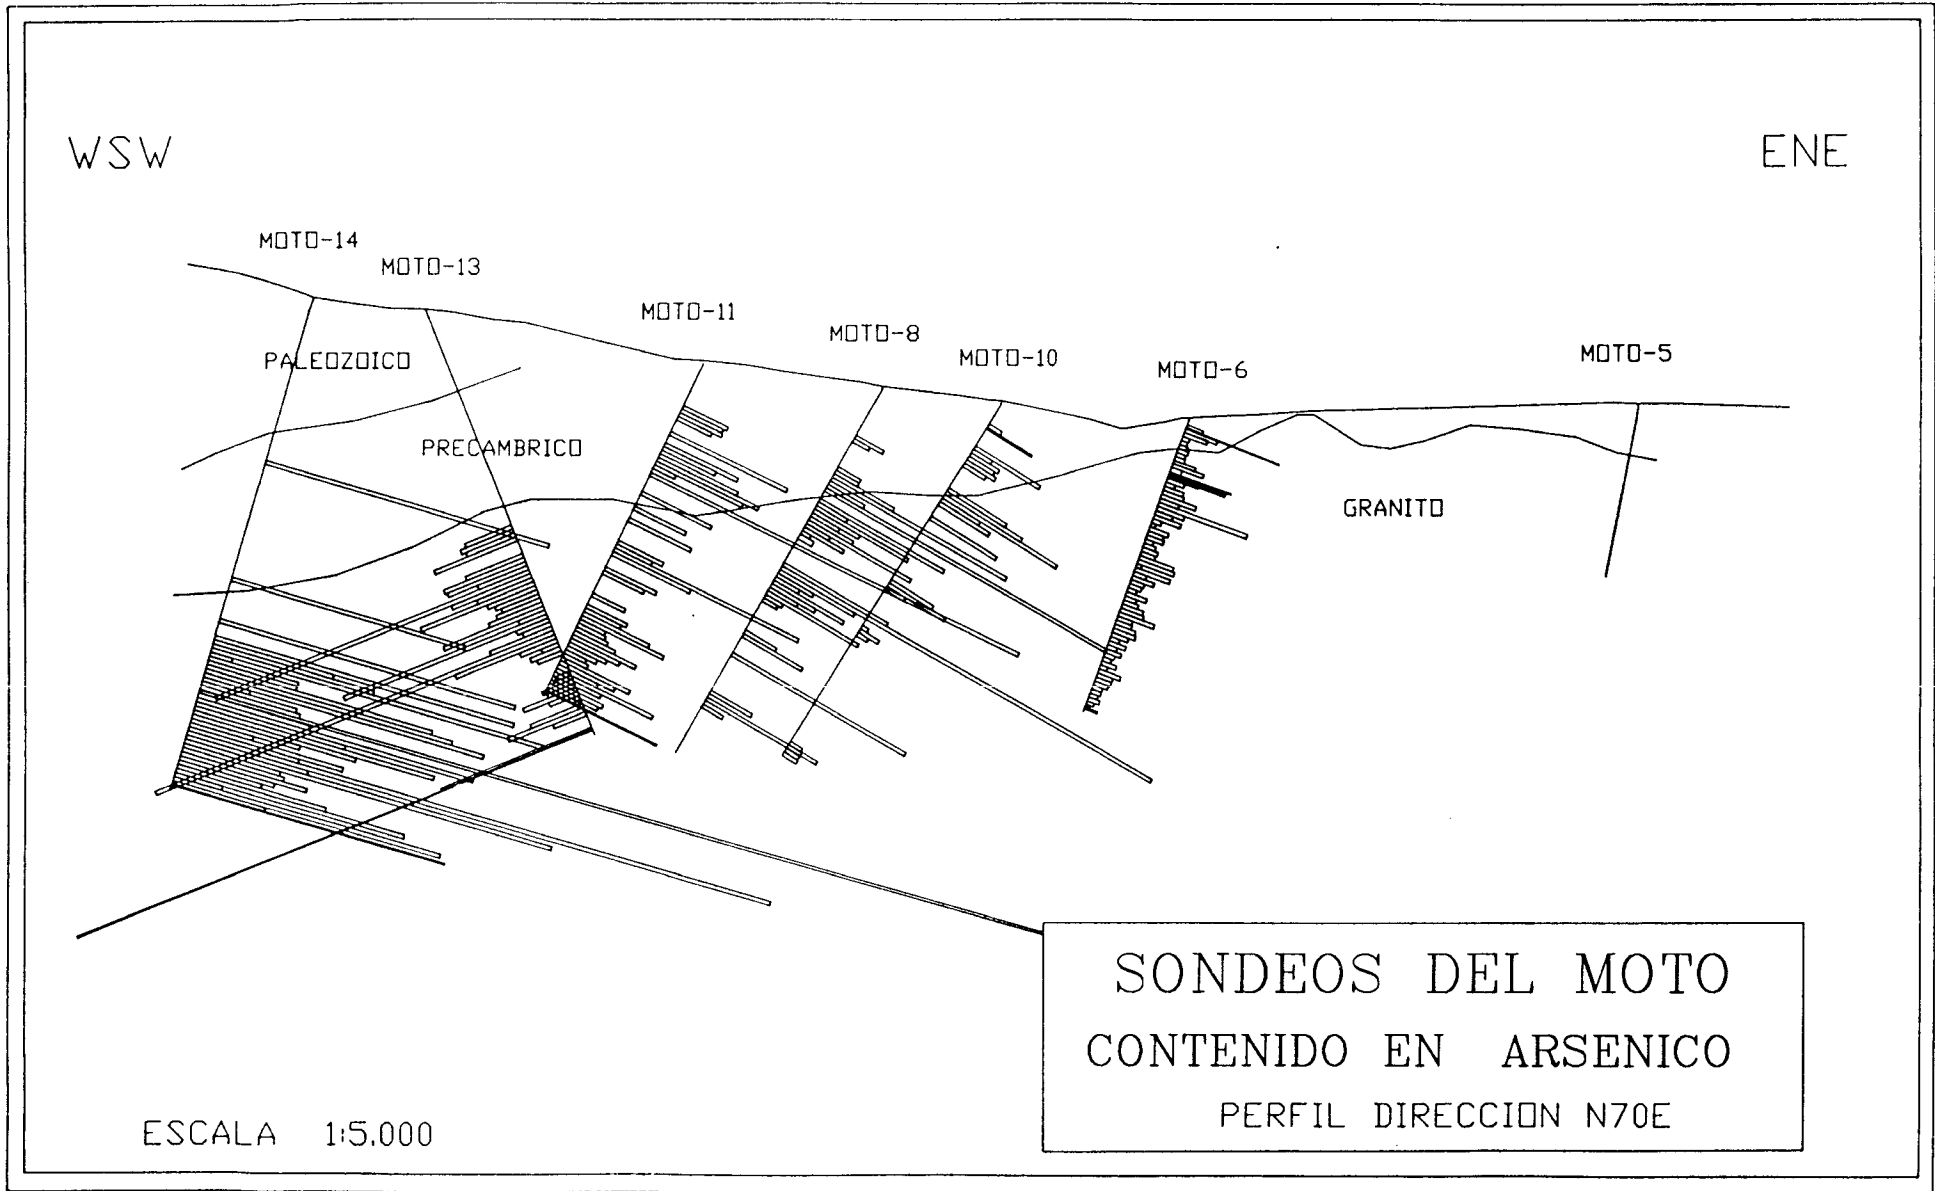 WSW
ENE
MOTO-14
MOTO-13
MOTO-11
MOTO-8
MOTO-10
MOTO-6
MOTO-5
PALEOZOICO
PRECAMBRICO
GRANITO
SONDEOS DEL MOTO
CONTENIDO EN ARSENICO
PERFIL DIRECCION N70E
ESCALA 1:5.000